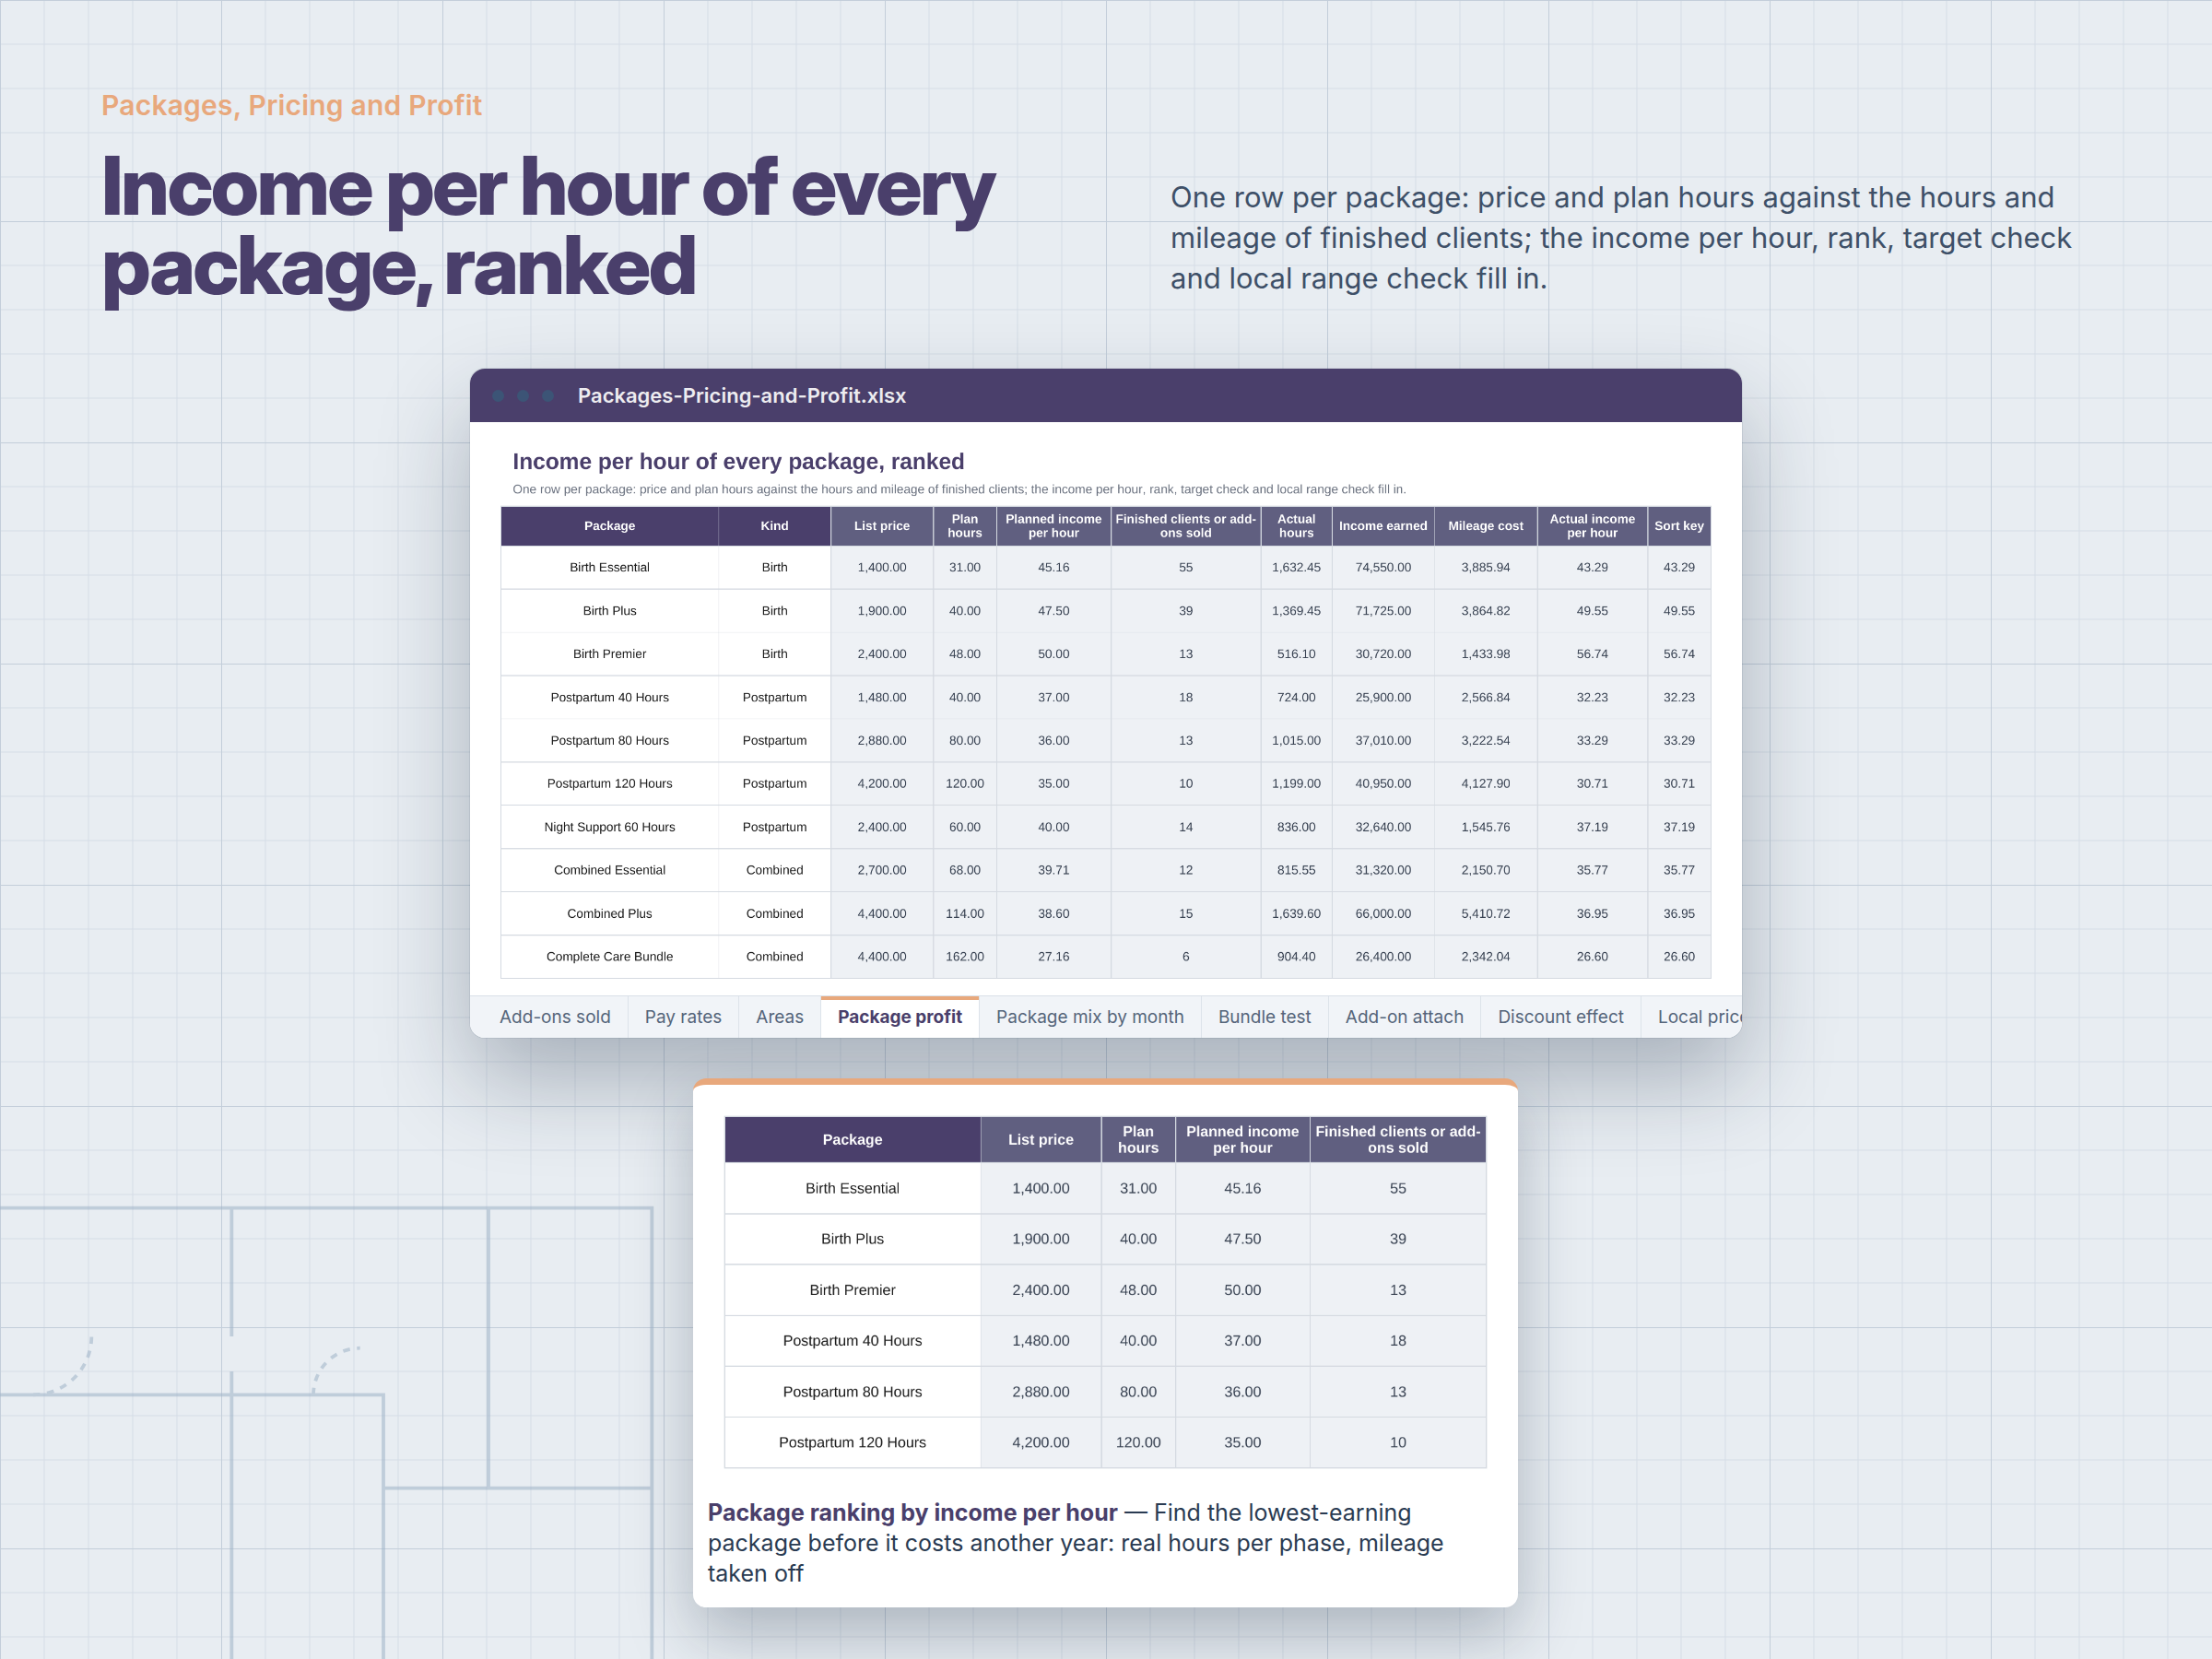 Packages, Pricing and Profit
Income per hour of every
package, ranked
One row per package: price and plan hours against the hours and
mileage of finished clients; the income per hour, rank, target check
and local range check fill in.
Packages-Pricing-and-Profit.xlsx
Income per hour of every package, ranked
One row per package: price and plan hours against the hours and mileage of finished clients; the income per hour, rank, target check and local range check fill in.
Package Kind List price Plan hours Planned income per hour Finished clients or add-ons sold Actual hours Income earned Mileage cost Actual income per hour Sort key
Birth Essential Birth 1,400.00 31.00 45.16 55 1,632.45 74,550.00 3,885.94 43.29 43.29
Birth Plus Birth 1,900.00 40.00 47.50 39 1,369.45 71,725.00 3,864.82 49.55 49.55
Birth Premier Birth 2,400.00 48.00 50.00 13 516.10 30,720.00 1,433.98 56.74 56.74
Postpartum 40 Hours Postpartum 1,480.00 40.00 37.00 18 724.00 25,900.00 2,566.84 32.23 32.23
Postpartum 80 Hours Postpartum 2,880.00 80.00 36.00 13 1,015.00 37,010.00 3,222.54 33.29 33.29
Postpartum 120 Hours Postpartum 4,200.00 120.00 35.00 10 1,199.00 40,950.00 4,127.90 30.71 30.71
Night Support 60 Hours Postpartum 2,400.00 60.00 40.00 14 836.00 32,640.00 1,545.76 37.19 37.19
Combined Essential Combined 2,700.00 68.00 39.71 12 815.55 31,320.00 2,150.70 35.77 35.77
Combined Plus Combined 4,400.00 114.00 38.60 15 1,639.60 66,000.00 5,410.72 36.95 36.95
Complete Care Bundle Combined 4,400.00 162.00 27.16 6 904.40 26,400.00 2,342.04 26.60 26.60
Add-ons sold Pay rates Areas Package profit Package mix by month Bundle test Add-on attach Discount effect Local pric
Package List price Plan hours Planned income per hour Finished clients or add-ons sold
Birth Essential 1,400.00 31.00 45.16 55
Birth Plus 1,900.00 40.00 47.50 39
Birth Premier 2,400.00 48.00 50.00 13
Postpartum 40 Hours 1,480.00 40.00 37.00 18
Postpartum 80 Hours 2,880.00 80.00 36.00 13
Postpartum 120 Hours 4,200.00 120.00 35.00 10
Package ranking by income per hour — Find the lowest-earning
package before it costs another year: real hours per phase, mileage
taken off